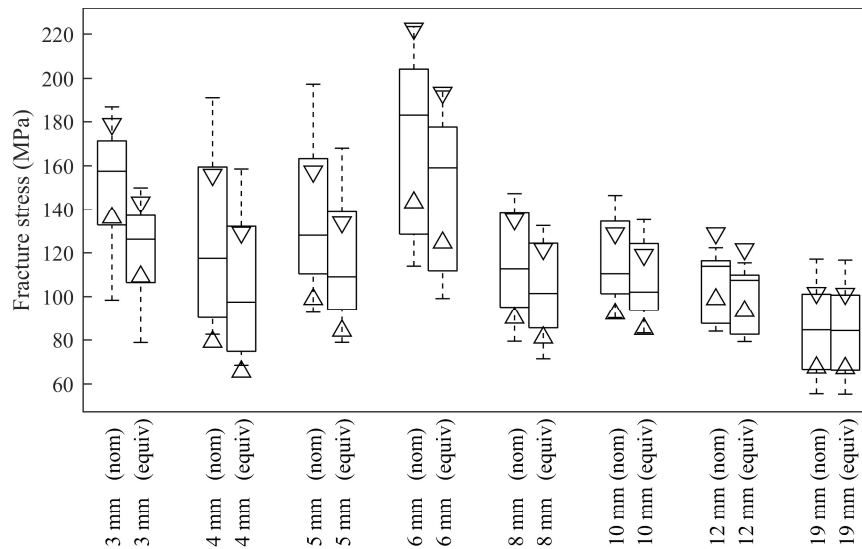 Fracture stress (MPa)
220
200
180
160
140
120
100
80
60
3 mm (nom)
3 mm (equiv)
4 mm (nom)
4 mm (equiv)
5 mm (nom)
5 mm (equiv)
6 mm (nom)
6 mm (equiv)
8 mm (nom)
8 mm (equiv)
10 mm (nom)
10 mm (equiv)
12 mm (nom)
12 mm (equiv)
19 mm (nom)
19 mm (equiv)